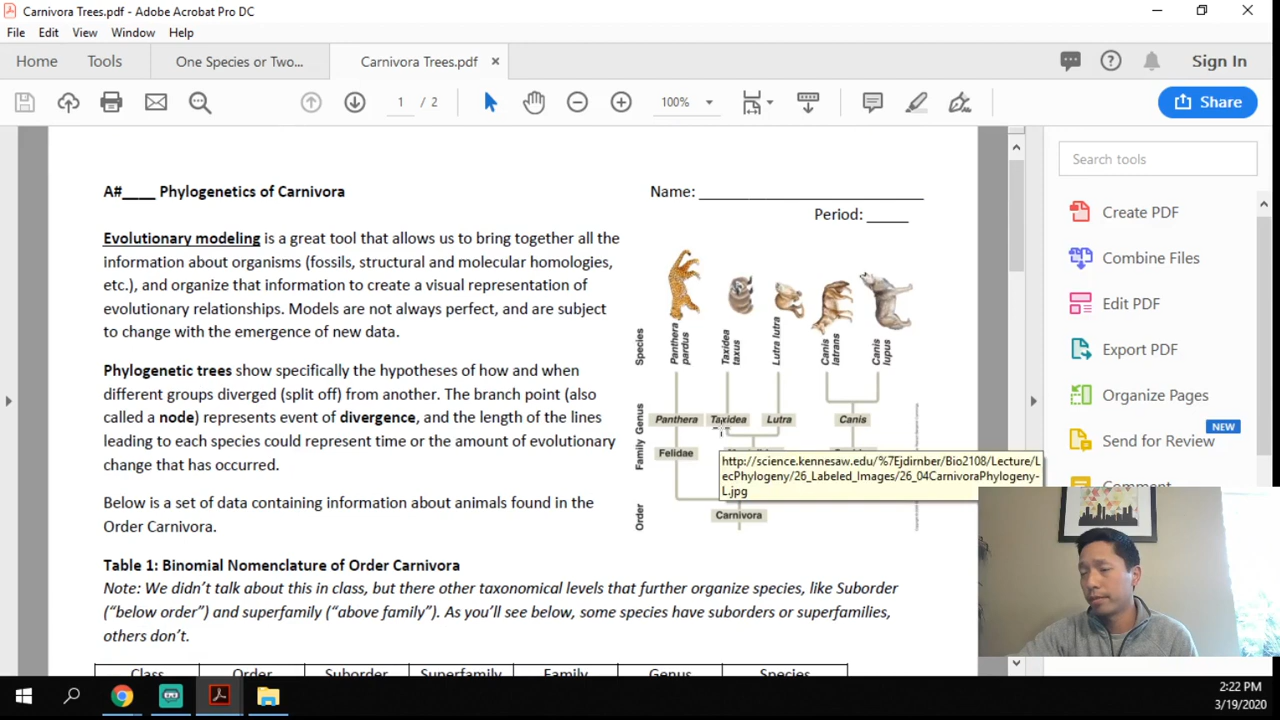 Carnivora Trees.pdf - Adobe Acrobat Pro DC
File Edit View Window Help
Home Tools One Species or Two... Carnivora Trees.pdf ×
Sign In
1 / 2 100% Share
Search tools
Create PDF
Combine Files
Edit PDF
Export PDF
Organize Pages
Send for Review
NEW
A#____ Phylogenetics of Carnivora
Name: ________________________
Period: _____
Evolutionary modeling is a great tool that allows us to bring together all the
information about organisms (fossils, structural and molecular homologies,
etc.), and organize that information to create a visual representation of
evolutionary relationships. Models are not always perfect, and are subject
to change with the emergence of new data.
Phylogenetic trees show specifically the hypotheses of how and when
different groups diverged (split off) from another. The branch point (also
called a node) represents event of divergence, and the length of the lines
leading to each species could represent time or the amount of evolutionary
change that has occurred.
Below is a set of data containing information about animals found in the
Order Carnivora.
Species
Panthera pardus
Taxidea taxus
Lutra lutra
Canis latrans
Canis lupus
Genus
Panthera Taxidea Lutra Canis
Family
Felidae
Order
Carnivora
http://science.kennesaw.edu/%7Ejdirnber/Bio2108/Lecture/L
ecPhylogeny/26_Labeled_Images/26_04CarnivoraPhylogeny-
L.jpg
Table 1: Binomial Nomenclature of Order Carnivora
Note: We didn't talk about this in class, but there other taxonomical levels that further organize species, like Suborder
("below order") and superfamily ("above family"). As you'll see below, some species have suborders or superfamilies,
others don't.
Class Order Suborder Superfamily Family Genus Species
2:22 PM
3/19/2020